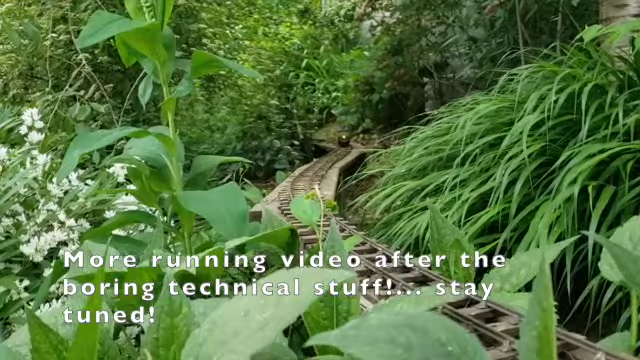 More running video after the
boring technical stuff!... stay
tuned!